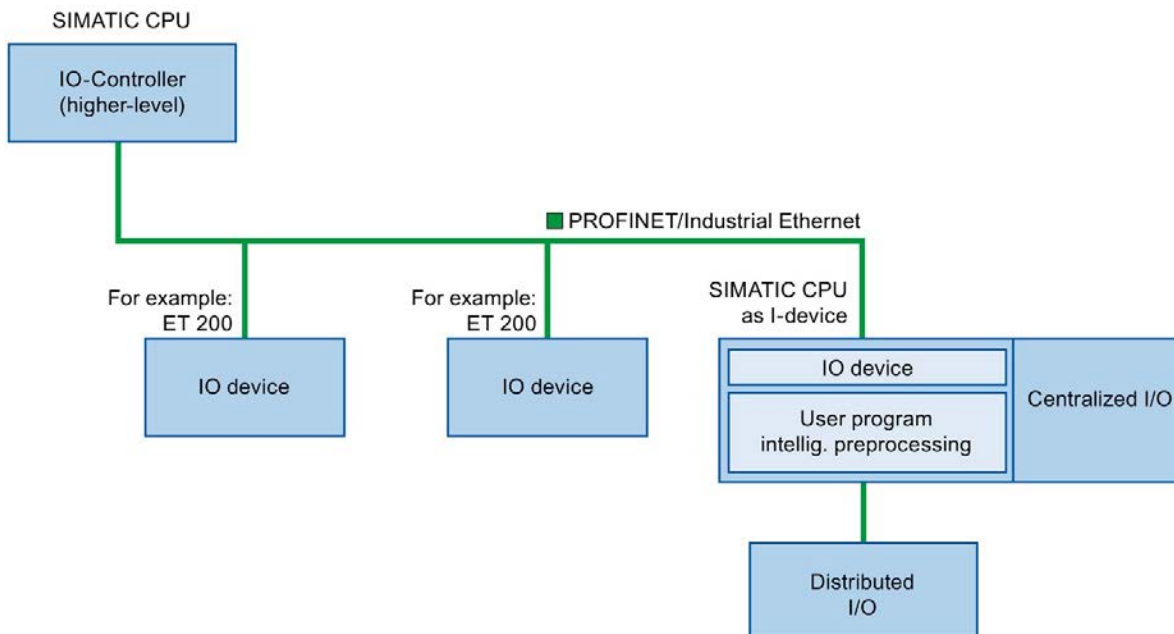 SIMATIC CPU
IO-Controller
(higher-level)
PROFINET/Industrial Ethernet
For example:
ET 200
IO device
For example:
ET 200
IO device
SIMATIC CPU
as I-device
IO device
User program
intellig. preprocessing
Centralized I/O
Distributed
I/O